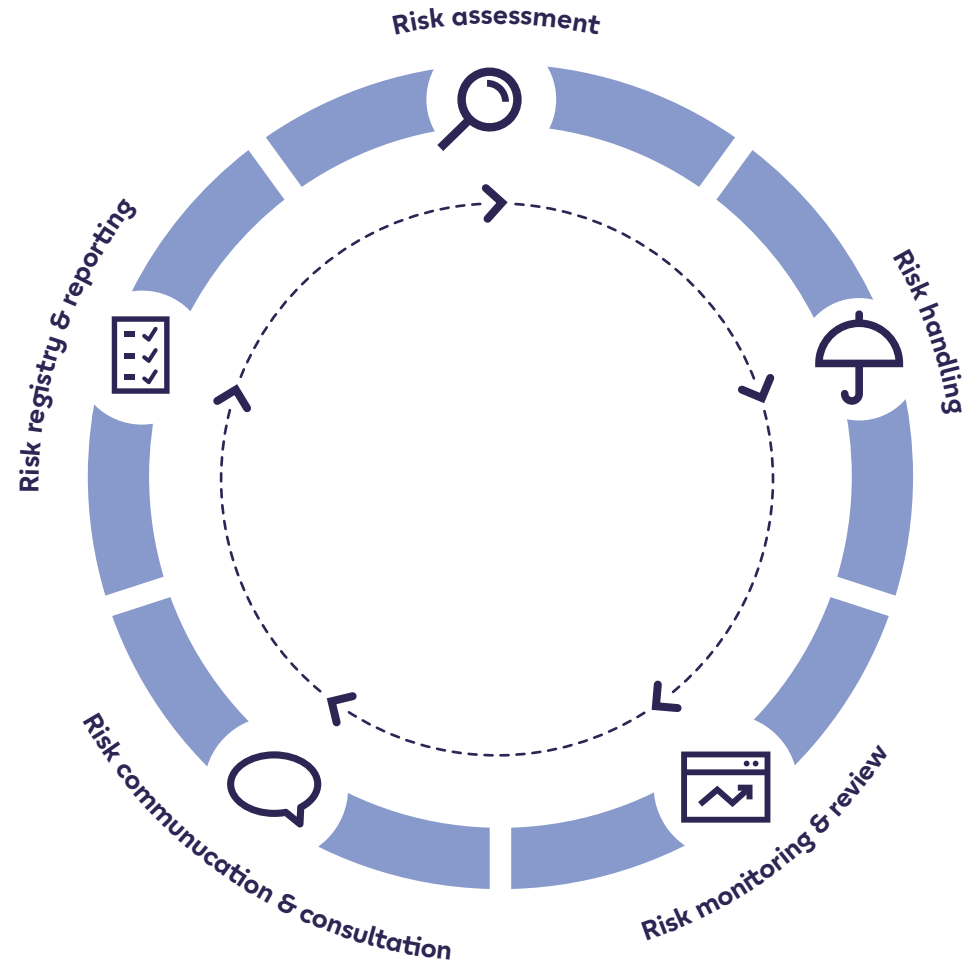 Risk assessment
Risk handling
Risk monitoring & review
Risk communucation & consultation
Risk registry & reporting